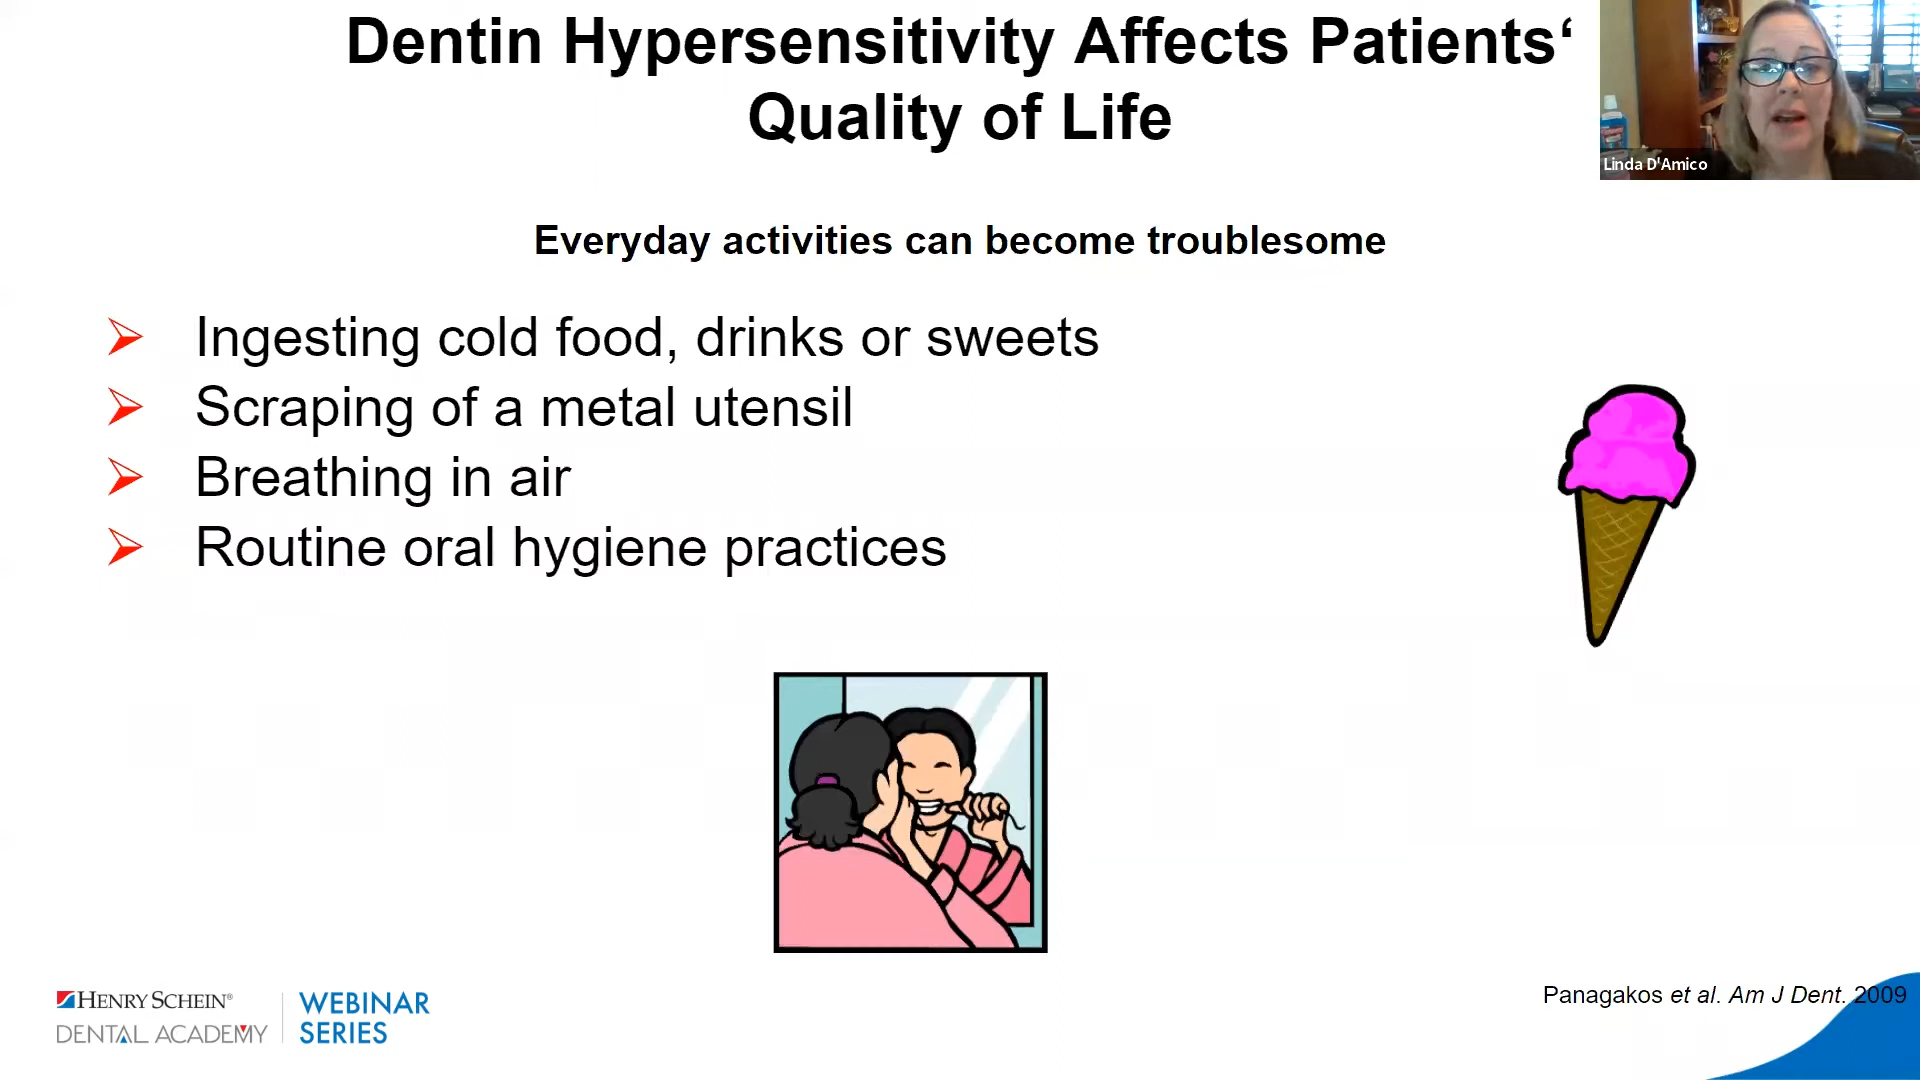 Dentin Hypersensitivity Affects Patients‘
Quality of Life
Linda D'Amico
Everyday activities can become troublesome
Ingesting cold food, drinks or sweets
Scraping of a metal utensil
Breathing in air
Routine oral hygiene practices
HENRY SCHEIN®
DENTAL ACADEMY
WEBINAR
SERIES
Panagakos et al. Am J Dent. 2009